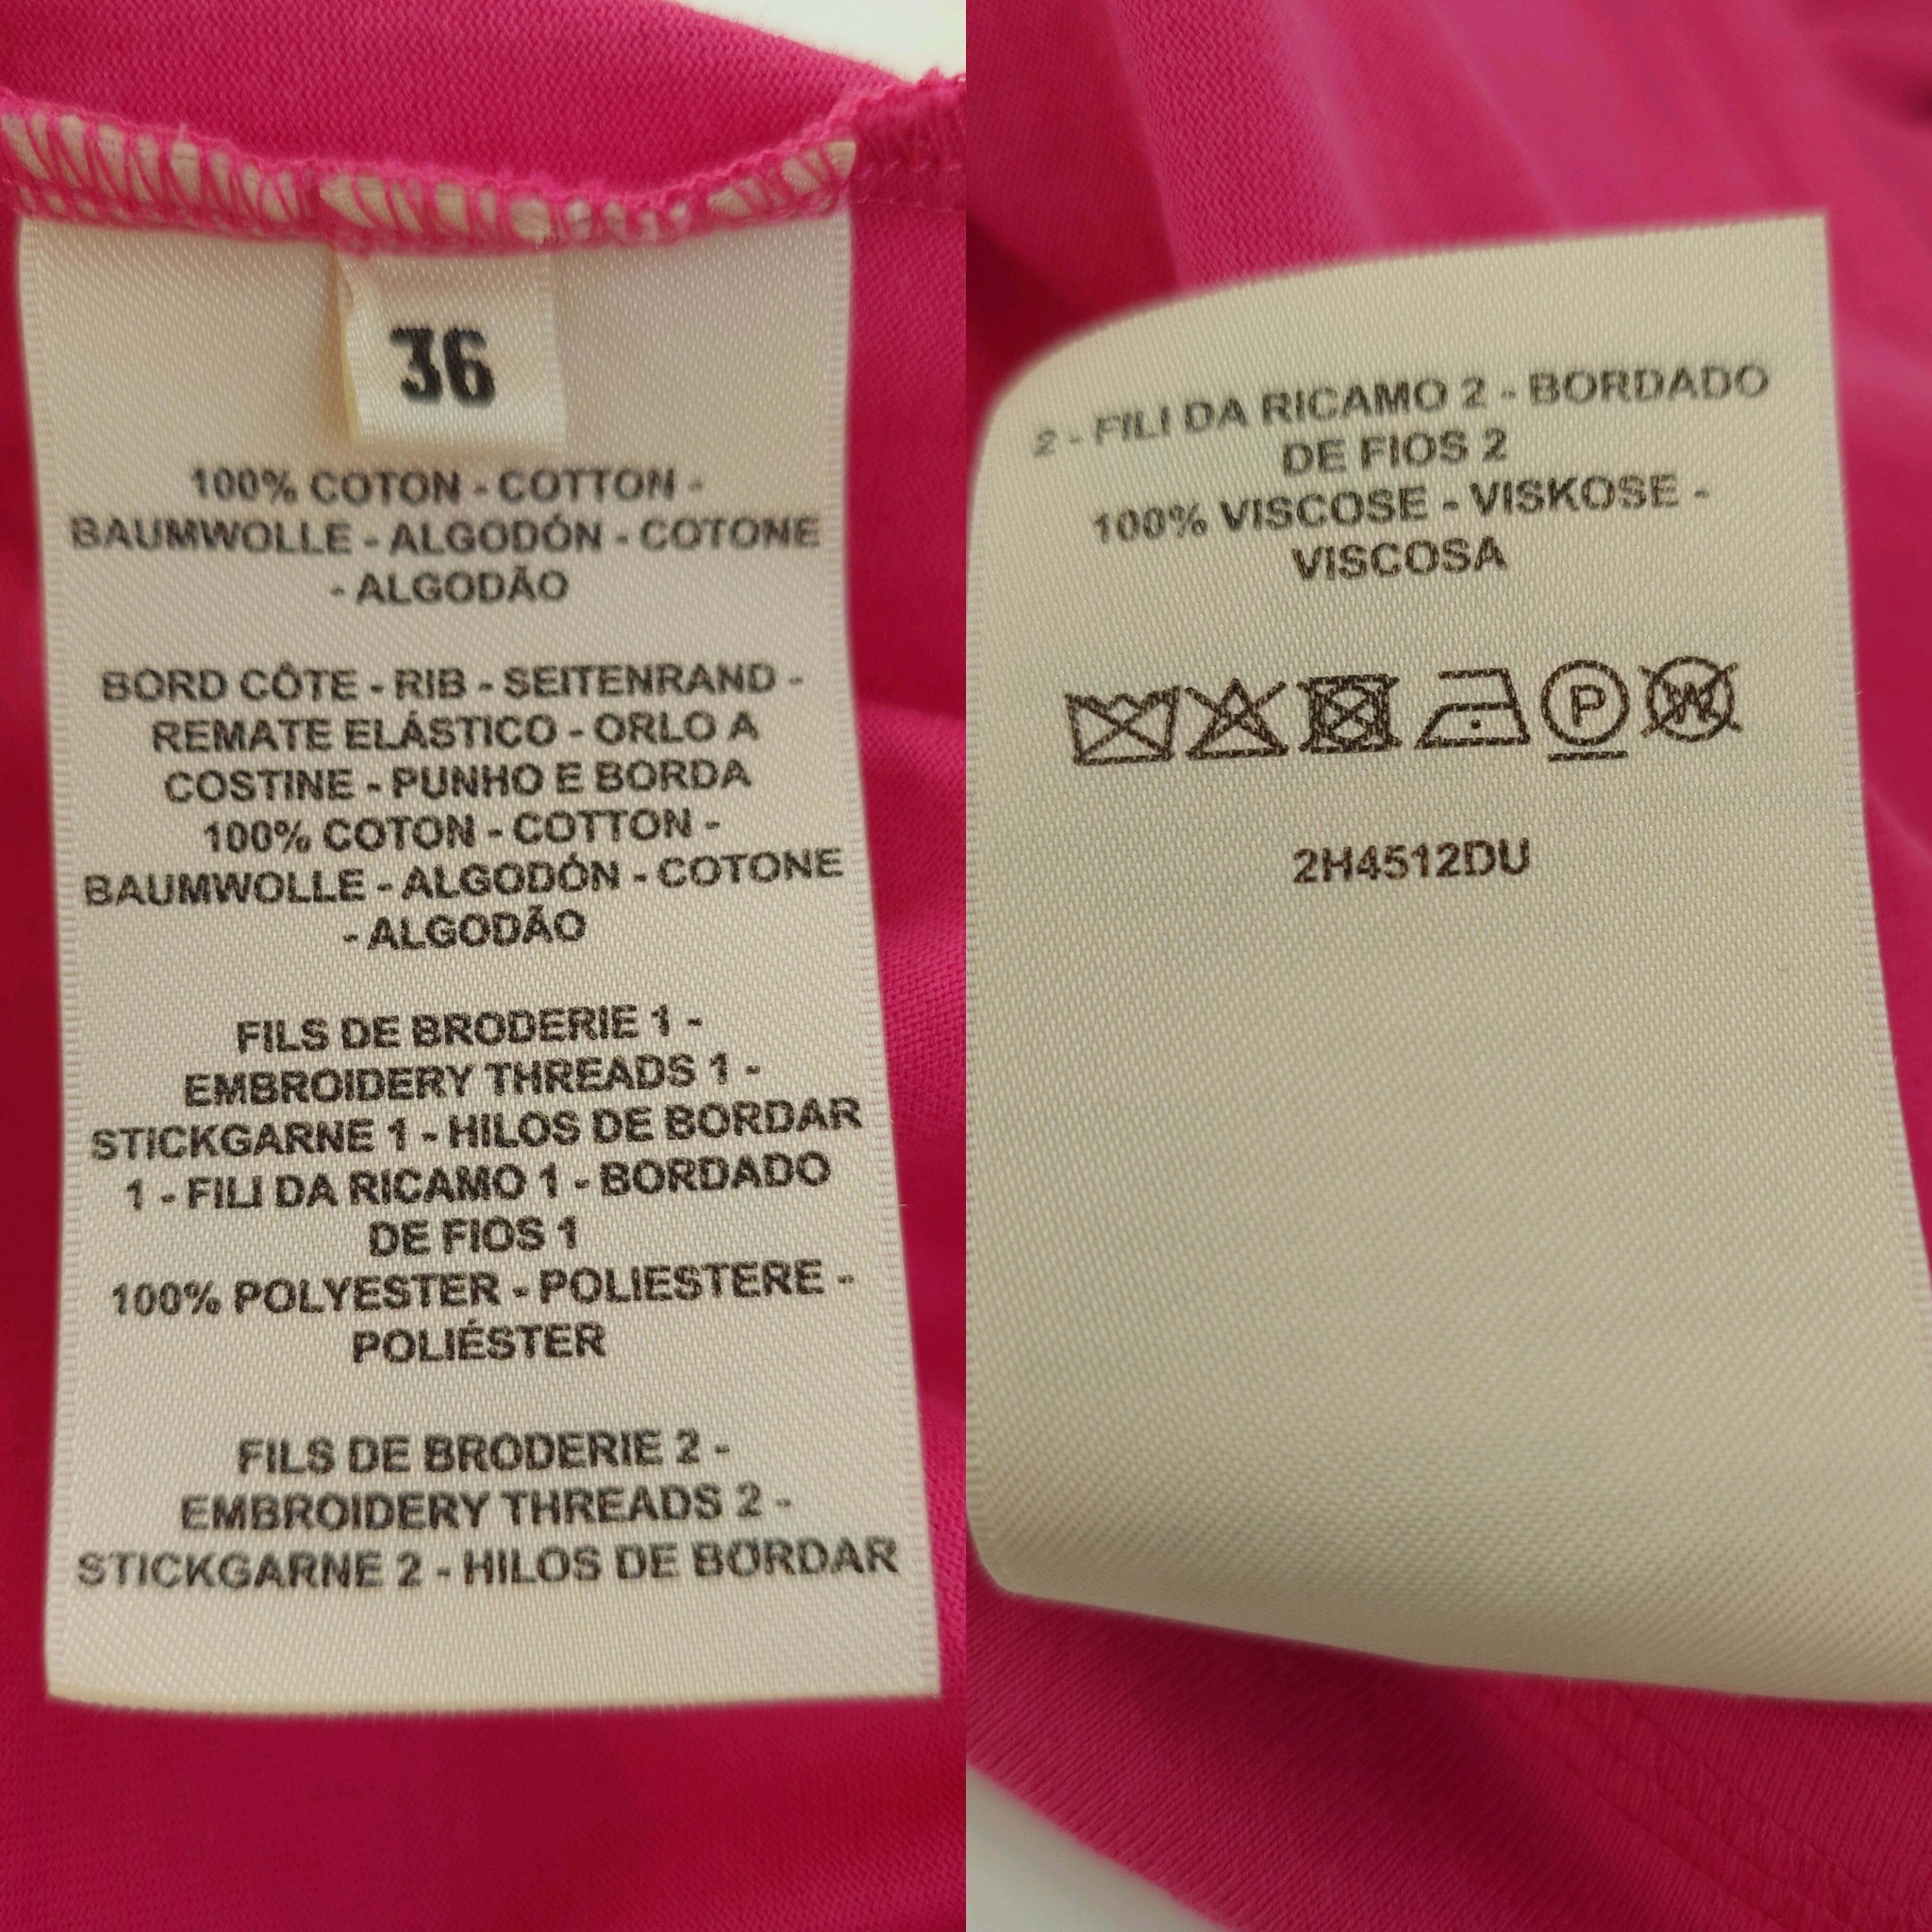 36
100% COTON - COTTON -
BAUMWOLLE - ALGODÓN - COTONE
- ALGODÃO
BORD CÔTE - RIB - SEITENRAND -
REMATE ELÁSTICO - ORLO A
COSTINE - PUNHO E BORDA
100% COTON - COTTON -
BAUMWOLLE - ALGODÓN - COTONE
- ALGODÃO
FILS DE BRODERIE 1 -
EMBROIDERY THREADS 1 -
STICKGARNE 1 - HILOS DE BORDAR
1 - FILI DA RICAMO 1 - BORDADO
DE FIOS 1
100% POLYESTER - POLIESTERE -
POLIÉSTER
FILS DE BRODERIE 2 -
EMBROIDERY THREADS 2 -
STICKGARNE 2 - HILOS DE BORDAR
2 - FILI DA RICAMO 2 - BORDADO
DE FIOS 2
100% VISCOSE - VISKOSE -
VISCOSA
P W
2H4512DU